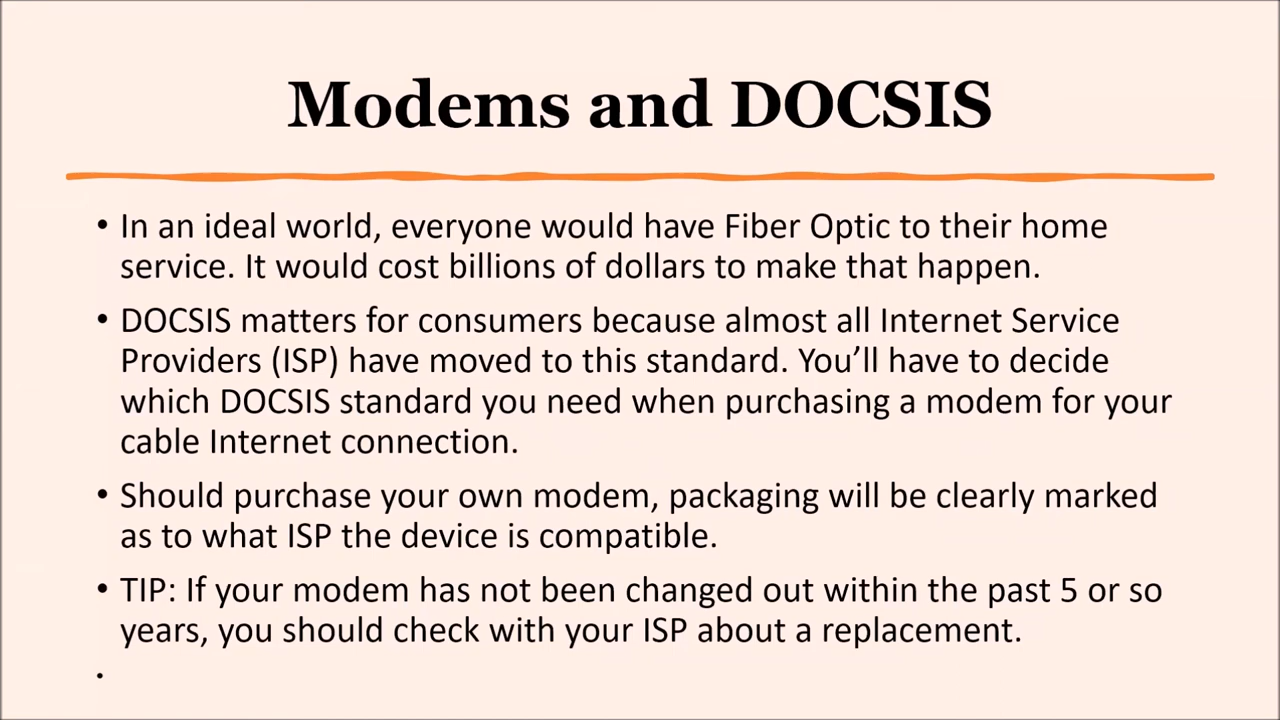 Modems and DOCSIS
• In an ideal world, everyone would have Fiber Optic to their home
service. It would cost billions of dollars to make that happen.
• DOCSIS matters for consumers because almost all Internet Service
Providers (ISP) have moved to this standard. You’ll have to decide
which DOCSIS standard you need when purchasing a modem for your
cable Internet connection.
• Should purchase your own modem, packaging will be clearly marked
as to what ISP the device is compatible.
• TIP: If your modem has not been changed out within the past 5 or so
years, you should check with your ISP about a replacement.
•